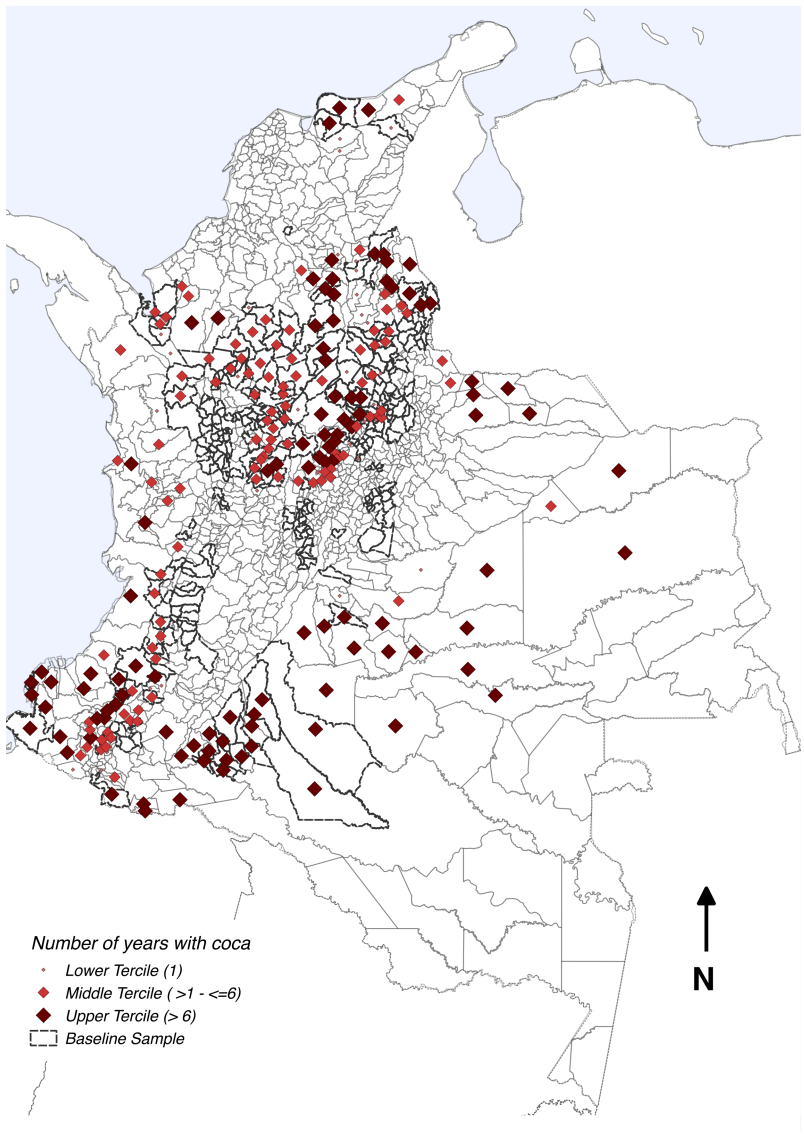 N
Number of years with coca
Lower Tercile (1)
Middle Tercile ( >1 - <=6)
Upper Tercile (> 6)
Baseline Sample